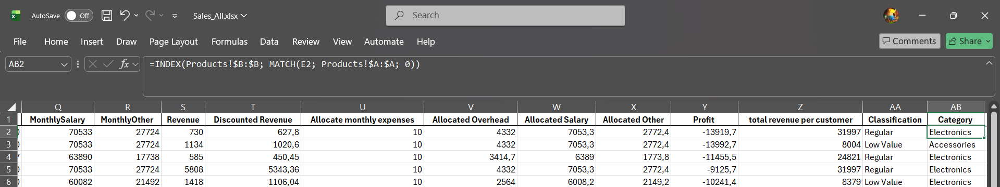 AutoSave Off Sales_All.xlsx Search
File Home Insert Draw Page Layout Formulas Data Review View Automate Help Comments Share
AB2 fx =INDEX(Products!$B:$B; MATCH(E2; Products!$A:$A; 0))
Q R S T U V W X Y Z AA AB
1 MonthlySalary MonthlyOther Revenue Discounted Revenue Allocate monthly expenses Allocated Overhead Allocated Salary Allocated Other Profit total revenue per customer Classification Category
2 70533 27724 730 627,8 10 4332 7053,3 2772,4 -13919,7 31997 Regular Electronics
3 70533 27724 1134 1020,6 10 4332 7053,3 2772,4 -13992,7 8004 Low Value Accessories
4 63890 17738 585 450,45 10 3414,7 6389 1773,8 -11455,5 24821 Regular Electronics
5 70533 27724 5808 5343,36 10 4332 7053,3 2772,4 -9125,7 31997 Regular Electronics
6 60082 21492 1418 1106,04 10 2564 6008,2 2149,2 -10241,4 8379 Low Value Electronics